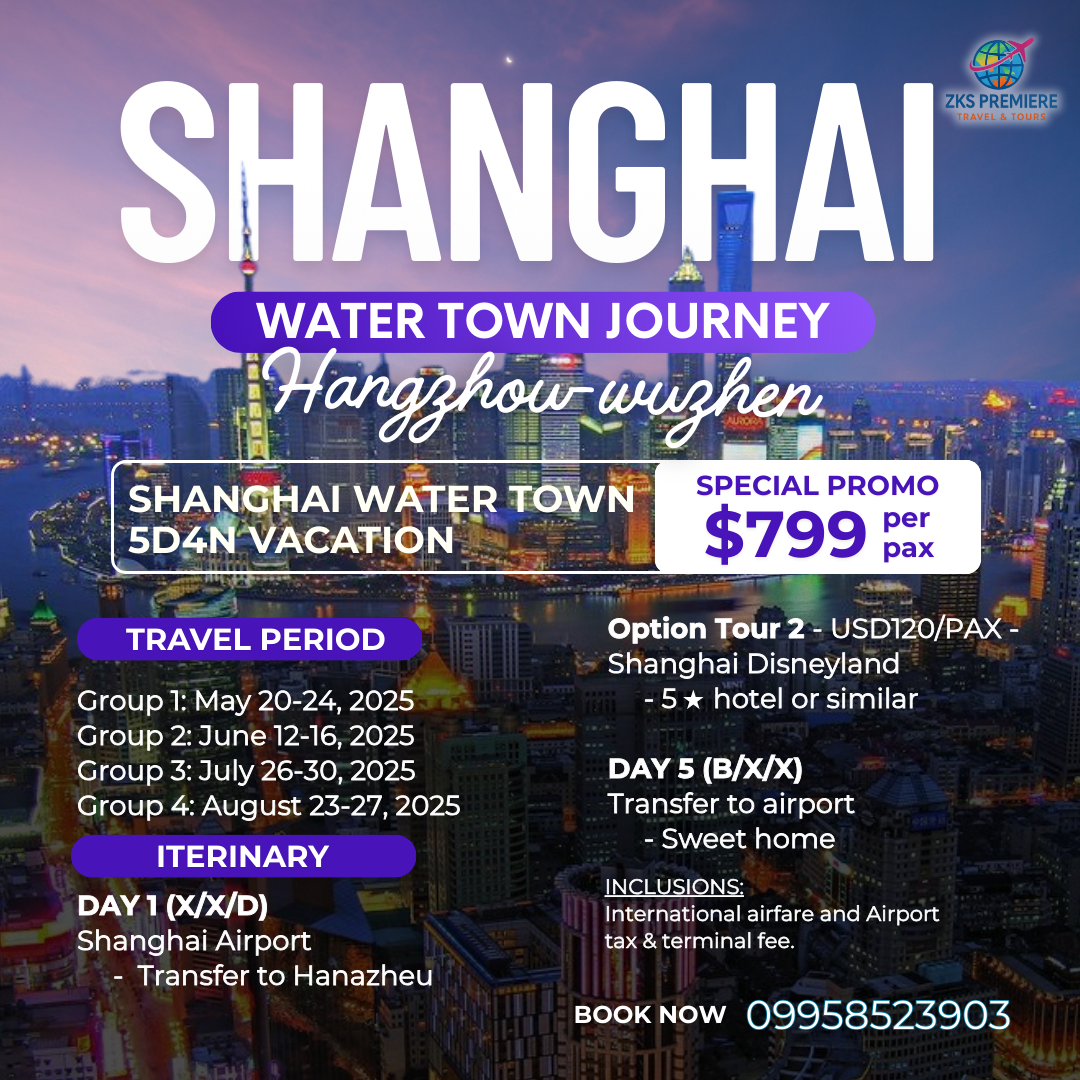 ZKS PREMIERE
TRAVEL & TOURS
SHANGHAI
WATER TOWN JOURNEY
Hangzhou-wuzhen
AURORA
SHANGHAI WATER TOWN
5D4N VACATION
SPECIAL PROMO
$799 per pax
TRAVEL PERIOD
Group 1: May 20-24, 2025
Group 2: June 12-16, 2025
Group 3: July 26-30, 2025
Group 4: August 23-27, 2025
ITERINARY
DAY 1 (X/X/D)
Shanghai Airport
- Transfer to Hanazheu
Option Tour 2 - USD120/PAX -
Shanghai Disneyland
- 5 ★ hotel or similar
DAY 5 (B/X/X)
Transfer to airport
- Sweet home
INCLUSIONS:
International airfare and Airport
tax & terminal fee.
BOOK NOW 09958523903